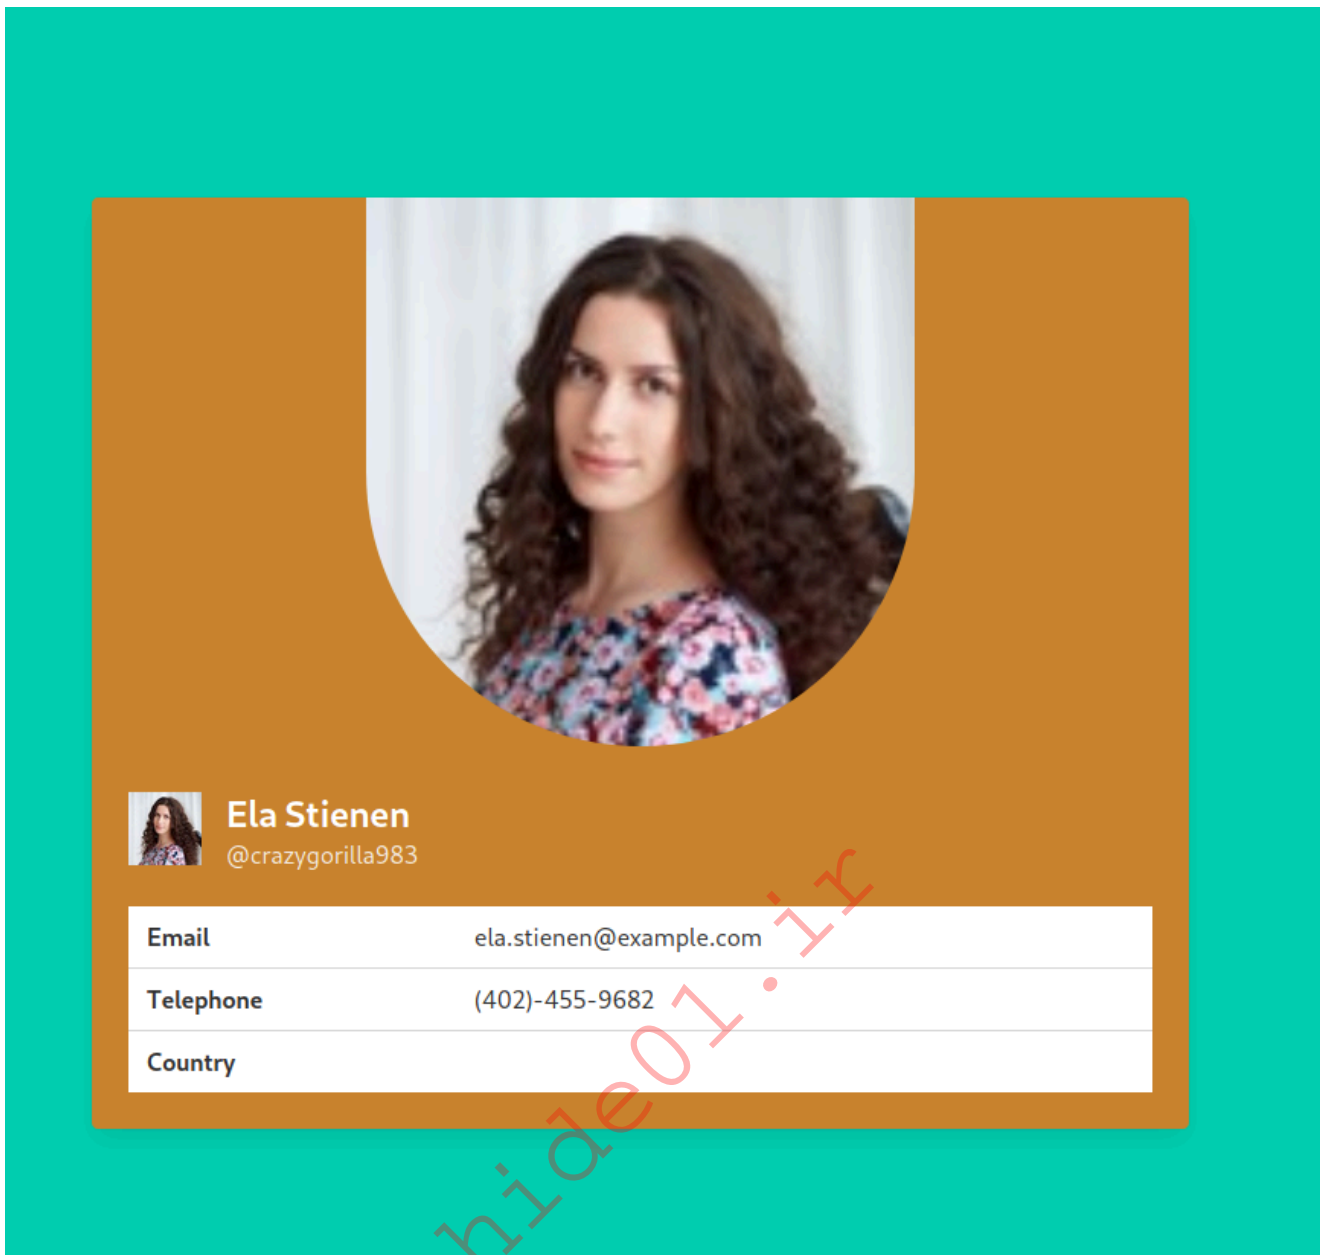 Ela Stienen
@crazygorilla983
Email ela.stienen@example.com
Telephone (402)-455-9682
Country
hide01.ir